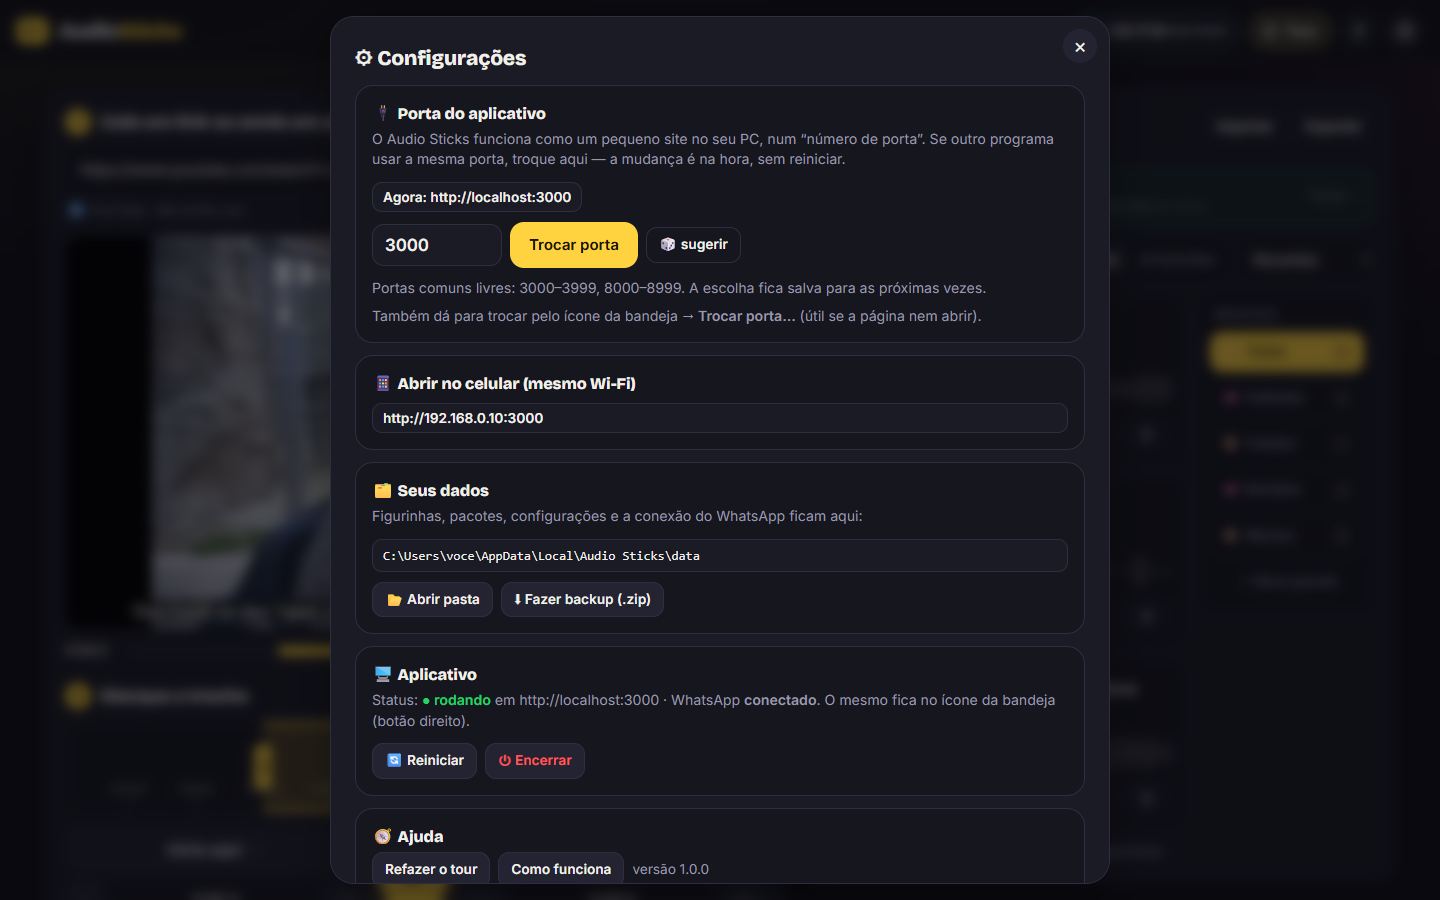 ⚙ Configurações
×
Porta do aplicativo
O Audio Sticks funciona como um pequeno site no seu PC, num “número de porta”. Se outro programa
usar a mesma porta, troque aqui — a mudança é na hora, sem reiniciar.
Agora: http://localhost:3000
3000
Trocar porta
🎲 sugerir
Portas comuns livres: 3000–3999, 8000–8999. A escolha fica salva para as próximas vezes.
Também dá para trocar pelo ícone da bandeja → Trocar porta… (útil se a página nem abrir).
Abrir no celular (mesmo Wi-Fi)
http://192.168.0.10:3000
Seus dados
Figurinhas, pacotes, configurações e a conexão do WhatsApp ficam aqui:
C:\Users\voce\AppData\Local\Audio Sticks\data
Abrir pasta
⬇ Fazer backup (.zip)
Aplicativo
Status: ● rodando em http://localhost:3000 · WhatsApp conectado. O mesmo fica no ícone da bandeja
(botão direito).
Reiniciar
Encerrar
Ajuda
Refazer o tour
Como funciona
versão 1.0.0